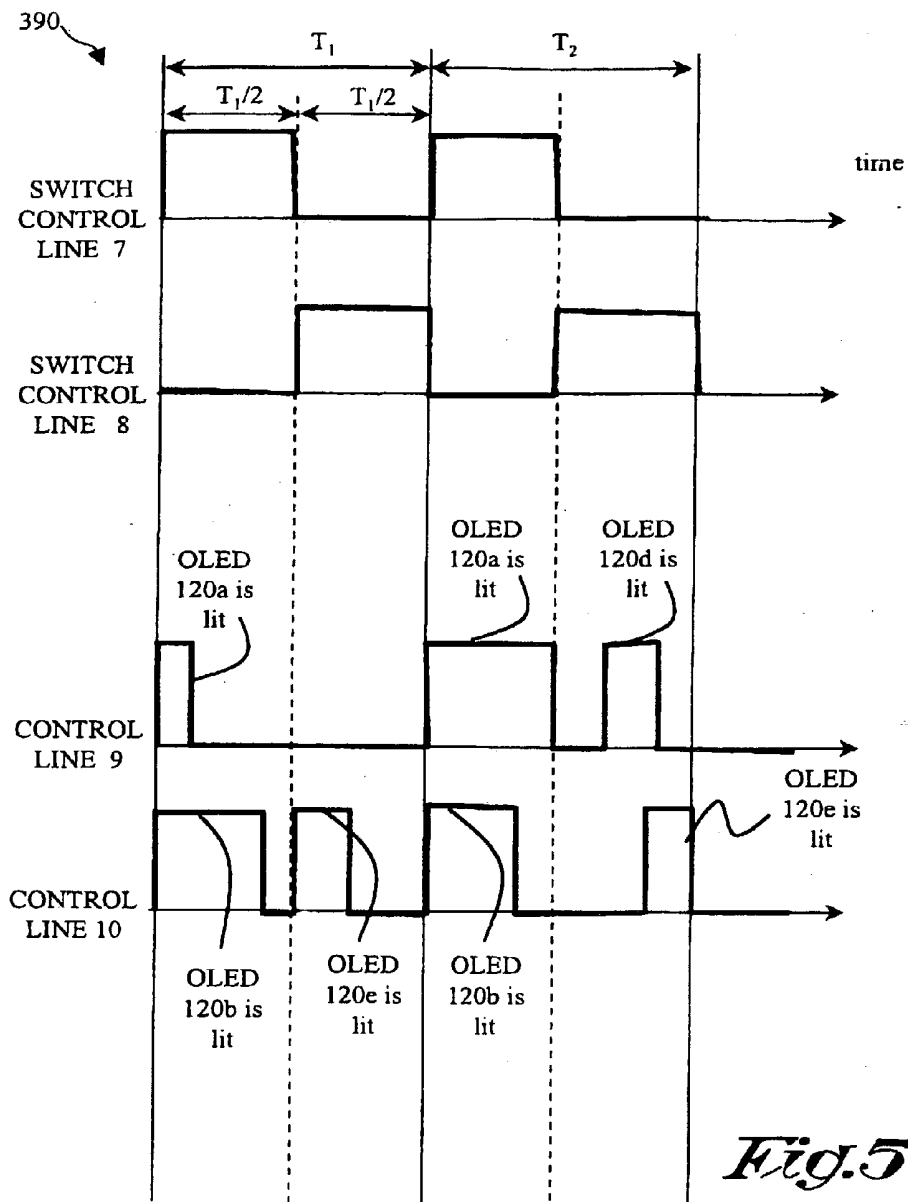 390
T₁
T₂
T₁/2
T₁/2
time
SWITCH
CONTROL
LINE 7
SWITCH
CONTROL
LINE 8
OLED
120a is
lit
OLED
120a is
lit
OLED
120d is
lit
CONTROL
LINE 9
OLED
120e is
lit
CONTROL
LINE 10
OLED
120b is
lit
OLED
120e is
lit
OLED
120b is
lit
Fig.5